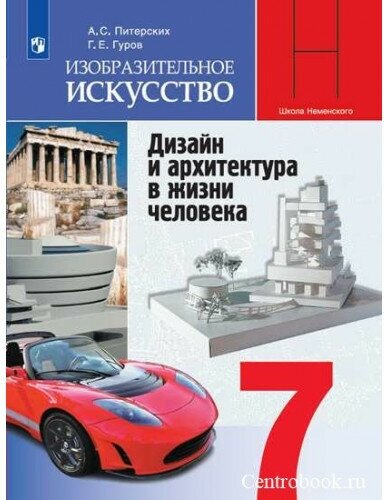 А. С. Питерских
Г. Е. Гуров
ИЗОБРАЗИТЕЛЬНОЕ
ИСКУССТВО
Школа Неменского
Дизайн
и архитектура
в жизни
человека
7
Centrobook.ru